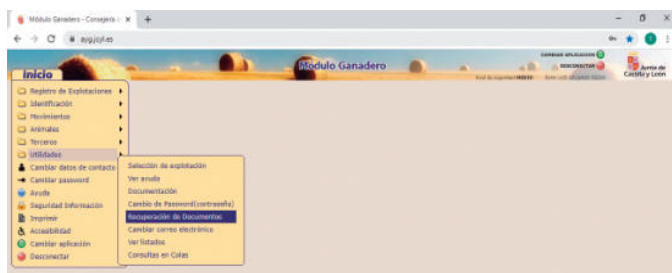 Módulo Ganadero - Consejería
ayg.jcyl.es
Módulo Ganadero
CAMBIAR APLICACIÓN
DESCONECTAR
Junta de
Castilla y León
Inicio
Registro de Explotaciones
Identificación
Movimientos
Animales
Terceros
Utilidades
Cambiar datos de contacto
Cambiar password
Ayuda
Seguridad Información
Imprimir
Accesibilidad
Cambiar aplicación
Desconectar
Selección de explotación
Ver ayuda
Documentación
Cambio de Password(contraseña)
Recuperación de Documentos
Cambiar correo electrónico
Ver listados
Consultas en Colas